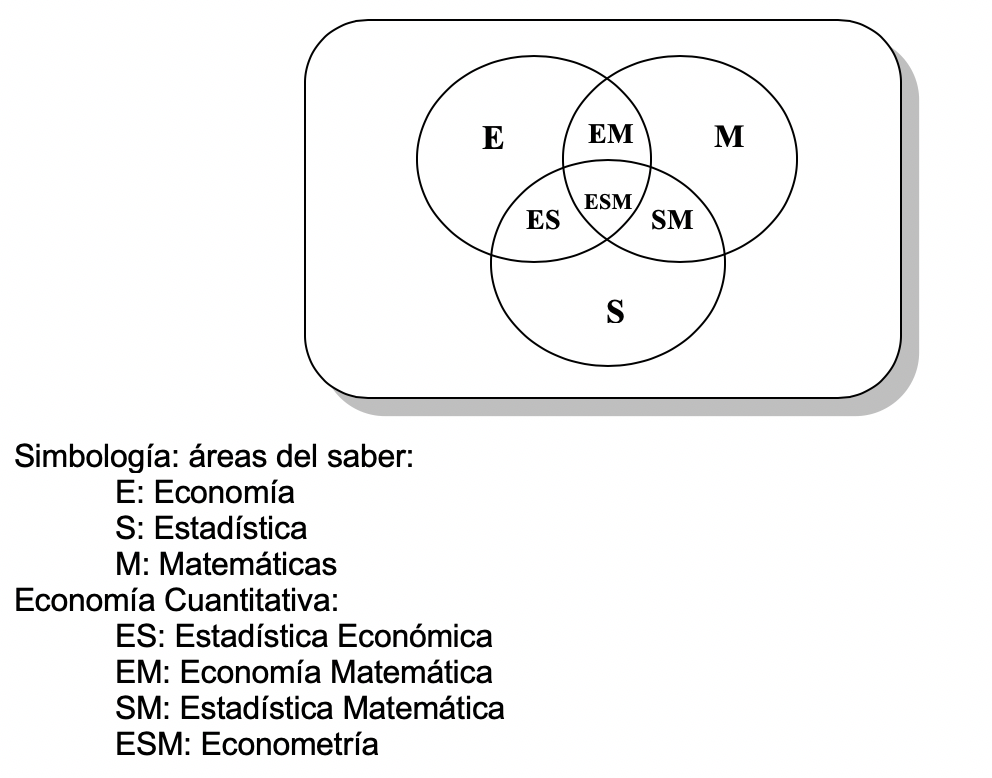 E
EM
M
ESM
ES
SM
S
Simbología: áreas del saber:
E: Economía
S: Estadística
M: Matemáticas
Economía Cuantitativa:
ES: Estadística Económica
EM: Economía Matemática
SM: Estadística Matemática
ESM: Econometría